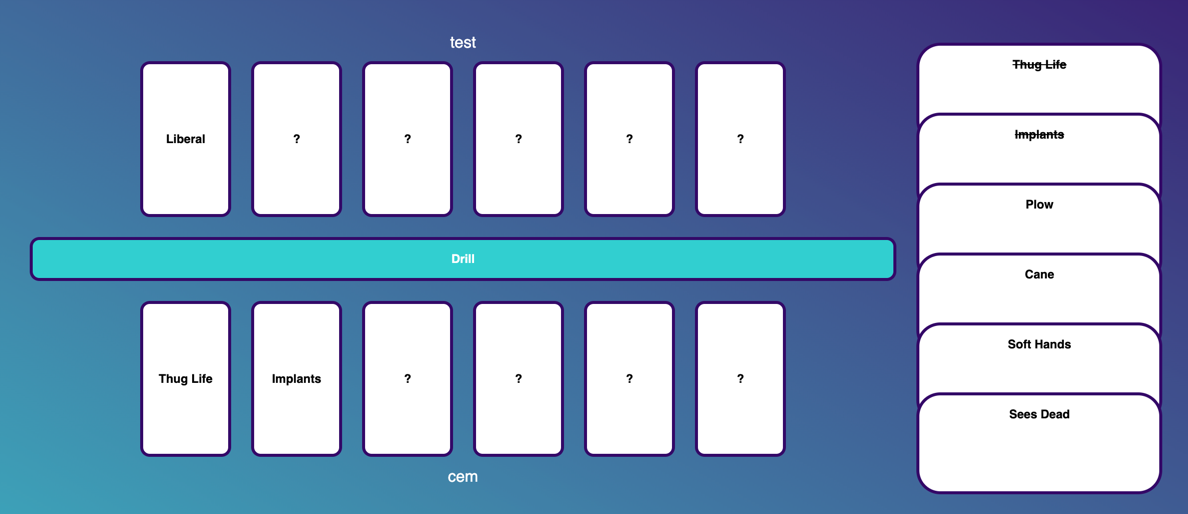 test
Liberal
?
?
?
?
?
Drill
Thug Life
Implants
?
?
?
?
cem
Thug Life
Implants
Plow
Cane
Soft Hands
Sees Dead